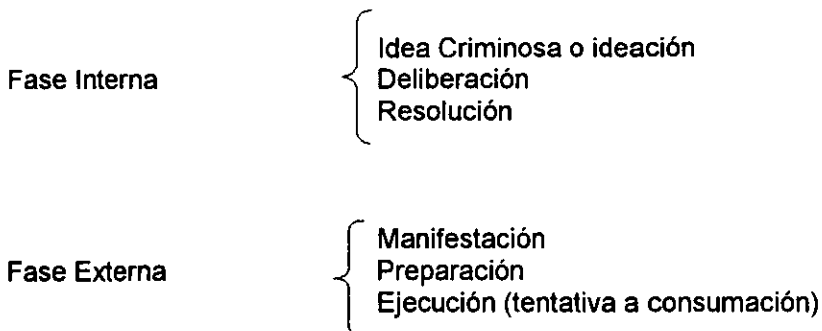 Fase Interna
Idea Criminosa o ideación
Deliberación
Resolución
Fase Externa
Manifestación
Preparación
Ejecución (tentativa a consumación)